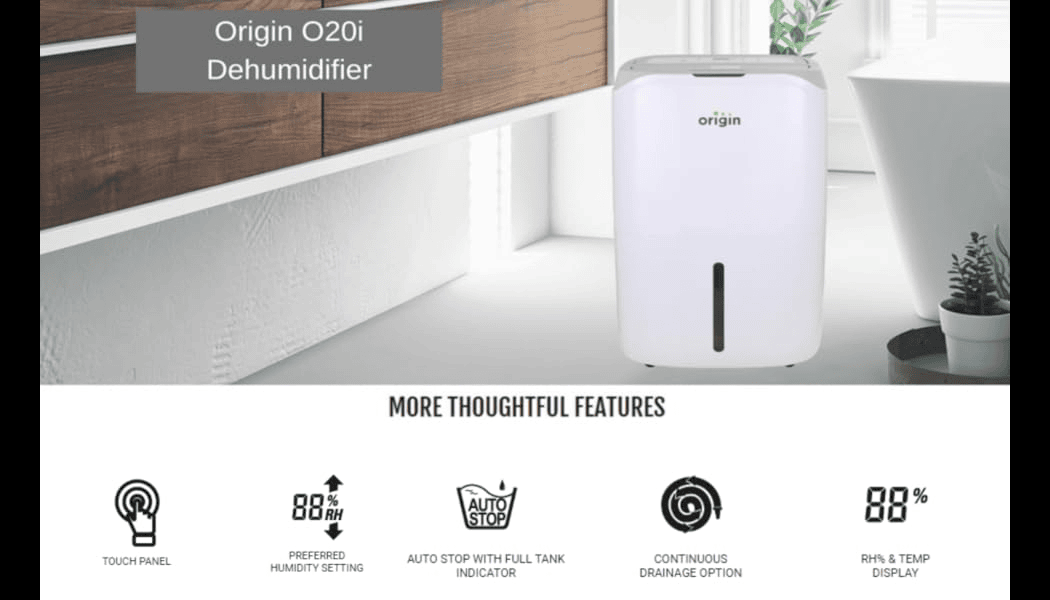 Origin O20i
Dehumidifier
origin
MORE THOUGHTFUL FEATURES
88% RH
AUTO
STOP
88%
TOUCH PANEL
PREFERRED
HUMIDITY SETTING
AUTO STOP WITH FULL TANK
INDICATOR
CONTINUOUS
DRAINAGE OPTION
RH% & TEMP
DISPLAY